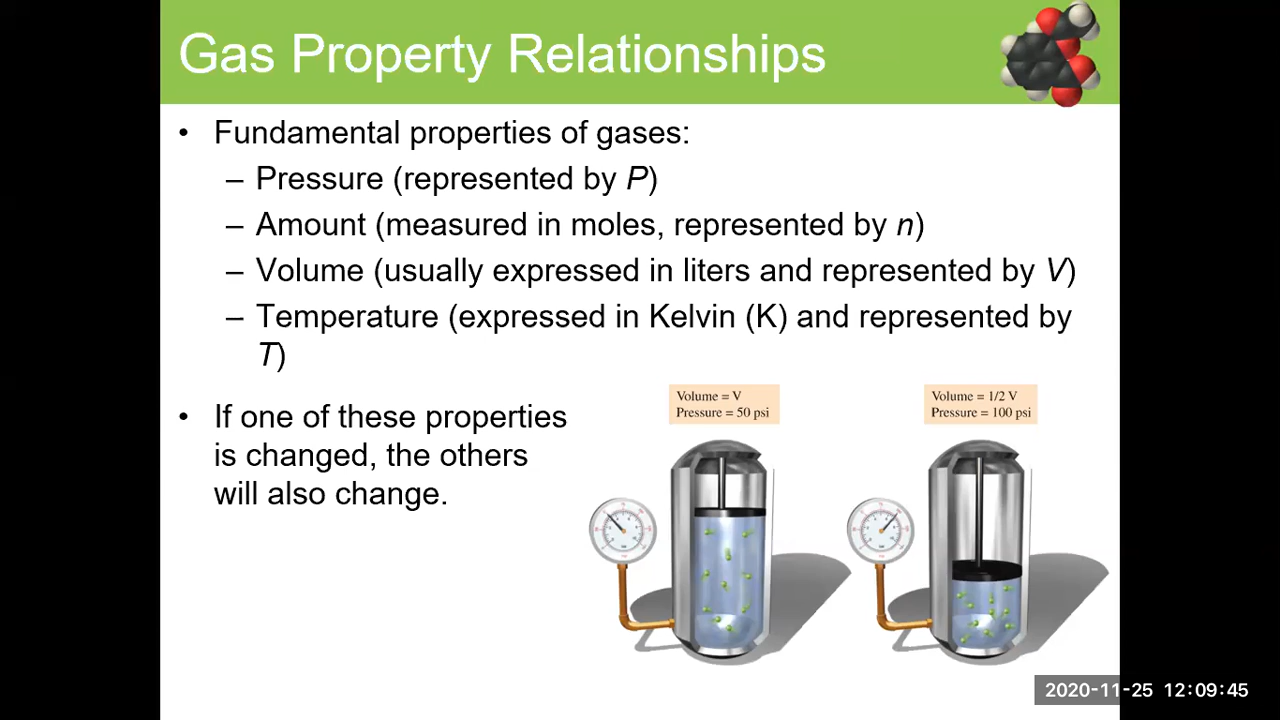 Gas Property Relationships
• Fundamental properties of gases:
– Pressure (represented by P)
– Amount (measured in moles, represented by n)
– Volume (usually expressed in liters and represented by V)
– Temperature (expressed in Kelvin (K) and represented by
T)
• If one of these properties
is changed, the others
will also change.
Volume = V
Pressure = 50 psi
Volume = 1/2 V
Pressure = 100 psi
2020-11-25 12:09:45